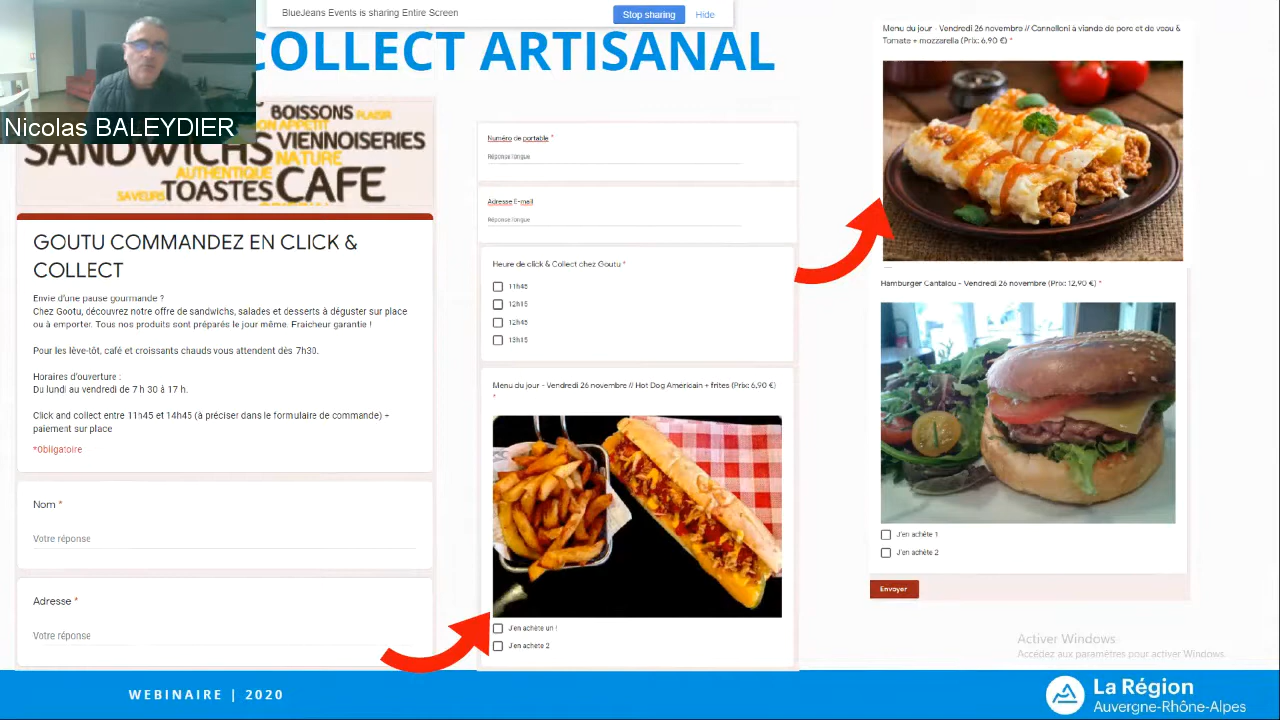 BlueJeans Events is sharing Entire Screen
Stop sharing
Hide
Nicolas BALEYDIER
COLLECT ARTISANAL
BOISSONS PLAISIR
BON APPETIT
SANDWICHS VIENNOISERIES
NATURE
AUTHENTIQUE
SAVEURS TOASTES CAFE
GOUTU COMMANDEZ EN CLICK &
COLLECT
Envie d'une pause gourmande ?
Chez Gootu, découvrez notre offre de sandwichs, salades et desserts à déguster sur place
ou à emporter. Tous nos produits sont préparés le jour même. Fraicheur garantie !
Pour les lève-tôt, café et croissants chauds vous attendent dès 7h30.
Horaires d'ouverture :
Du lundi au vendredi de 7 h 30 à 17 h.
Click and collect entre 11h45 et 14h45 (à préciser dans le formulaire de commande) +
paiement sur place
*Obligatoire
Nom *
Votre réponse
Adresse *
Votre réponse
Numéro de portable *
Réponse longue
Adresse E-mail
Réponse longue
Heure de click & Collect chez Goutu *
11h45
12h15
12h45
13h15
Menu du jour - Vendredi 26 novembre // Hot Dog Americain + frites (Prix: 6,90 €)
*
J'en achète un !
J'en achete 2
Menu du jour - Vendredi 26 novembre // Cannelloni à viande de porc et de veau &
Tomate + mozzarella (Prix: 6,90 €) *
Hamburger Cantalou - Vendredi 26 novembre (Prix: 12,90 €) *
J'en achète 1
J'en achète 2
Envoyer
Activer Windows
Accédez aux paramètres pour activer Windows.
WEBINAIRE | 2020
La Région
Auvergne-Rhône-Alpes